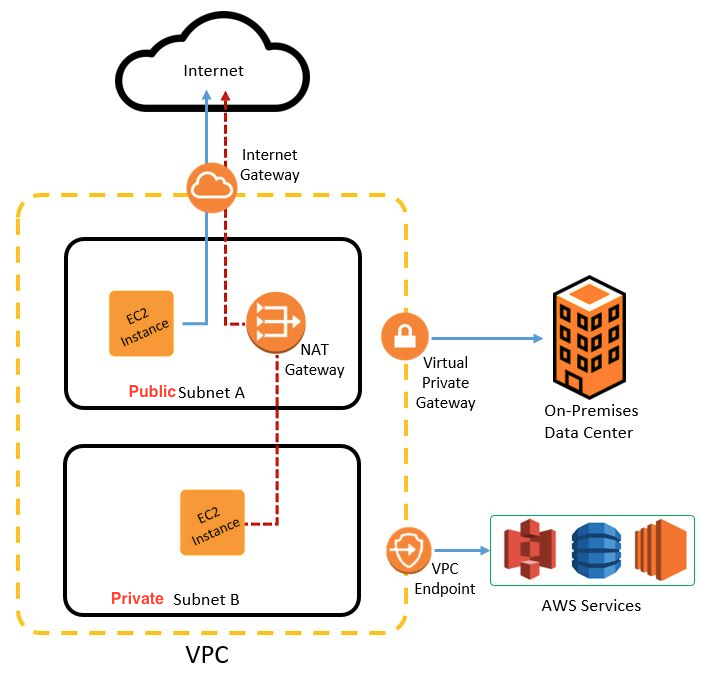 Internet
Internet
Gateway
EC2
Instance
NAT
Gateway
Public Subnet A
Virtual
Private
Gateway
On-Premises
Data Center
EC2
Instance
Private Subnet B
VPC
Endpoint
AWS Services
VPC